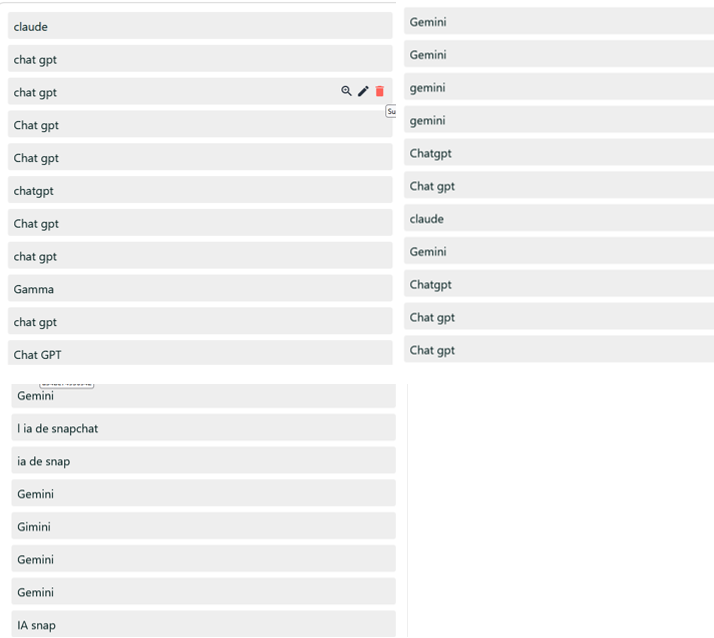 claude
chat gpt
chat gpt
Su
Chat gpt
Chat gpt
chatgpt
Chat gpt
chat gpt
Gamma
chat gpt
Chat GPT
Gemini
Gemini
gemini
gemini
Chatgpt
Chat gpt
claude
Gemini
Chatgpt
Chat gpt
Chat gpt
Gemini
l ia de snapchat
ia de snap
Gemini
Gimini
Gemini
Gemini
IA snap